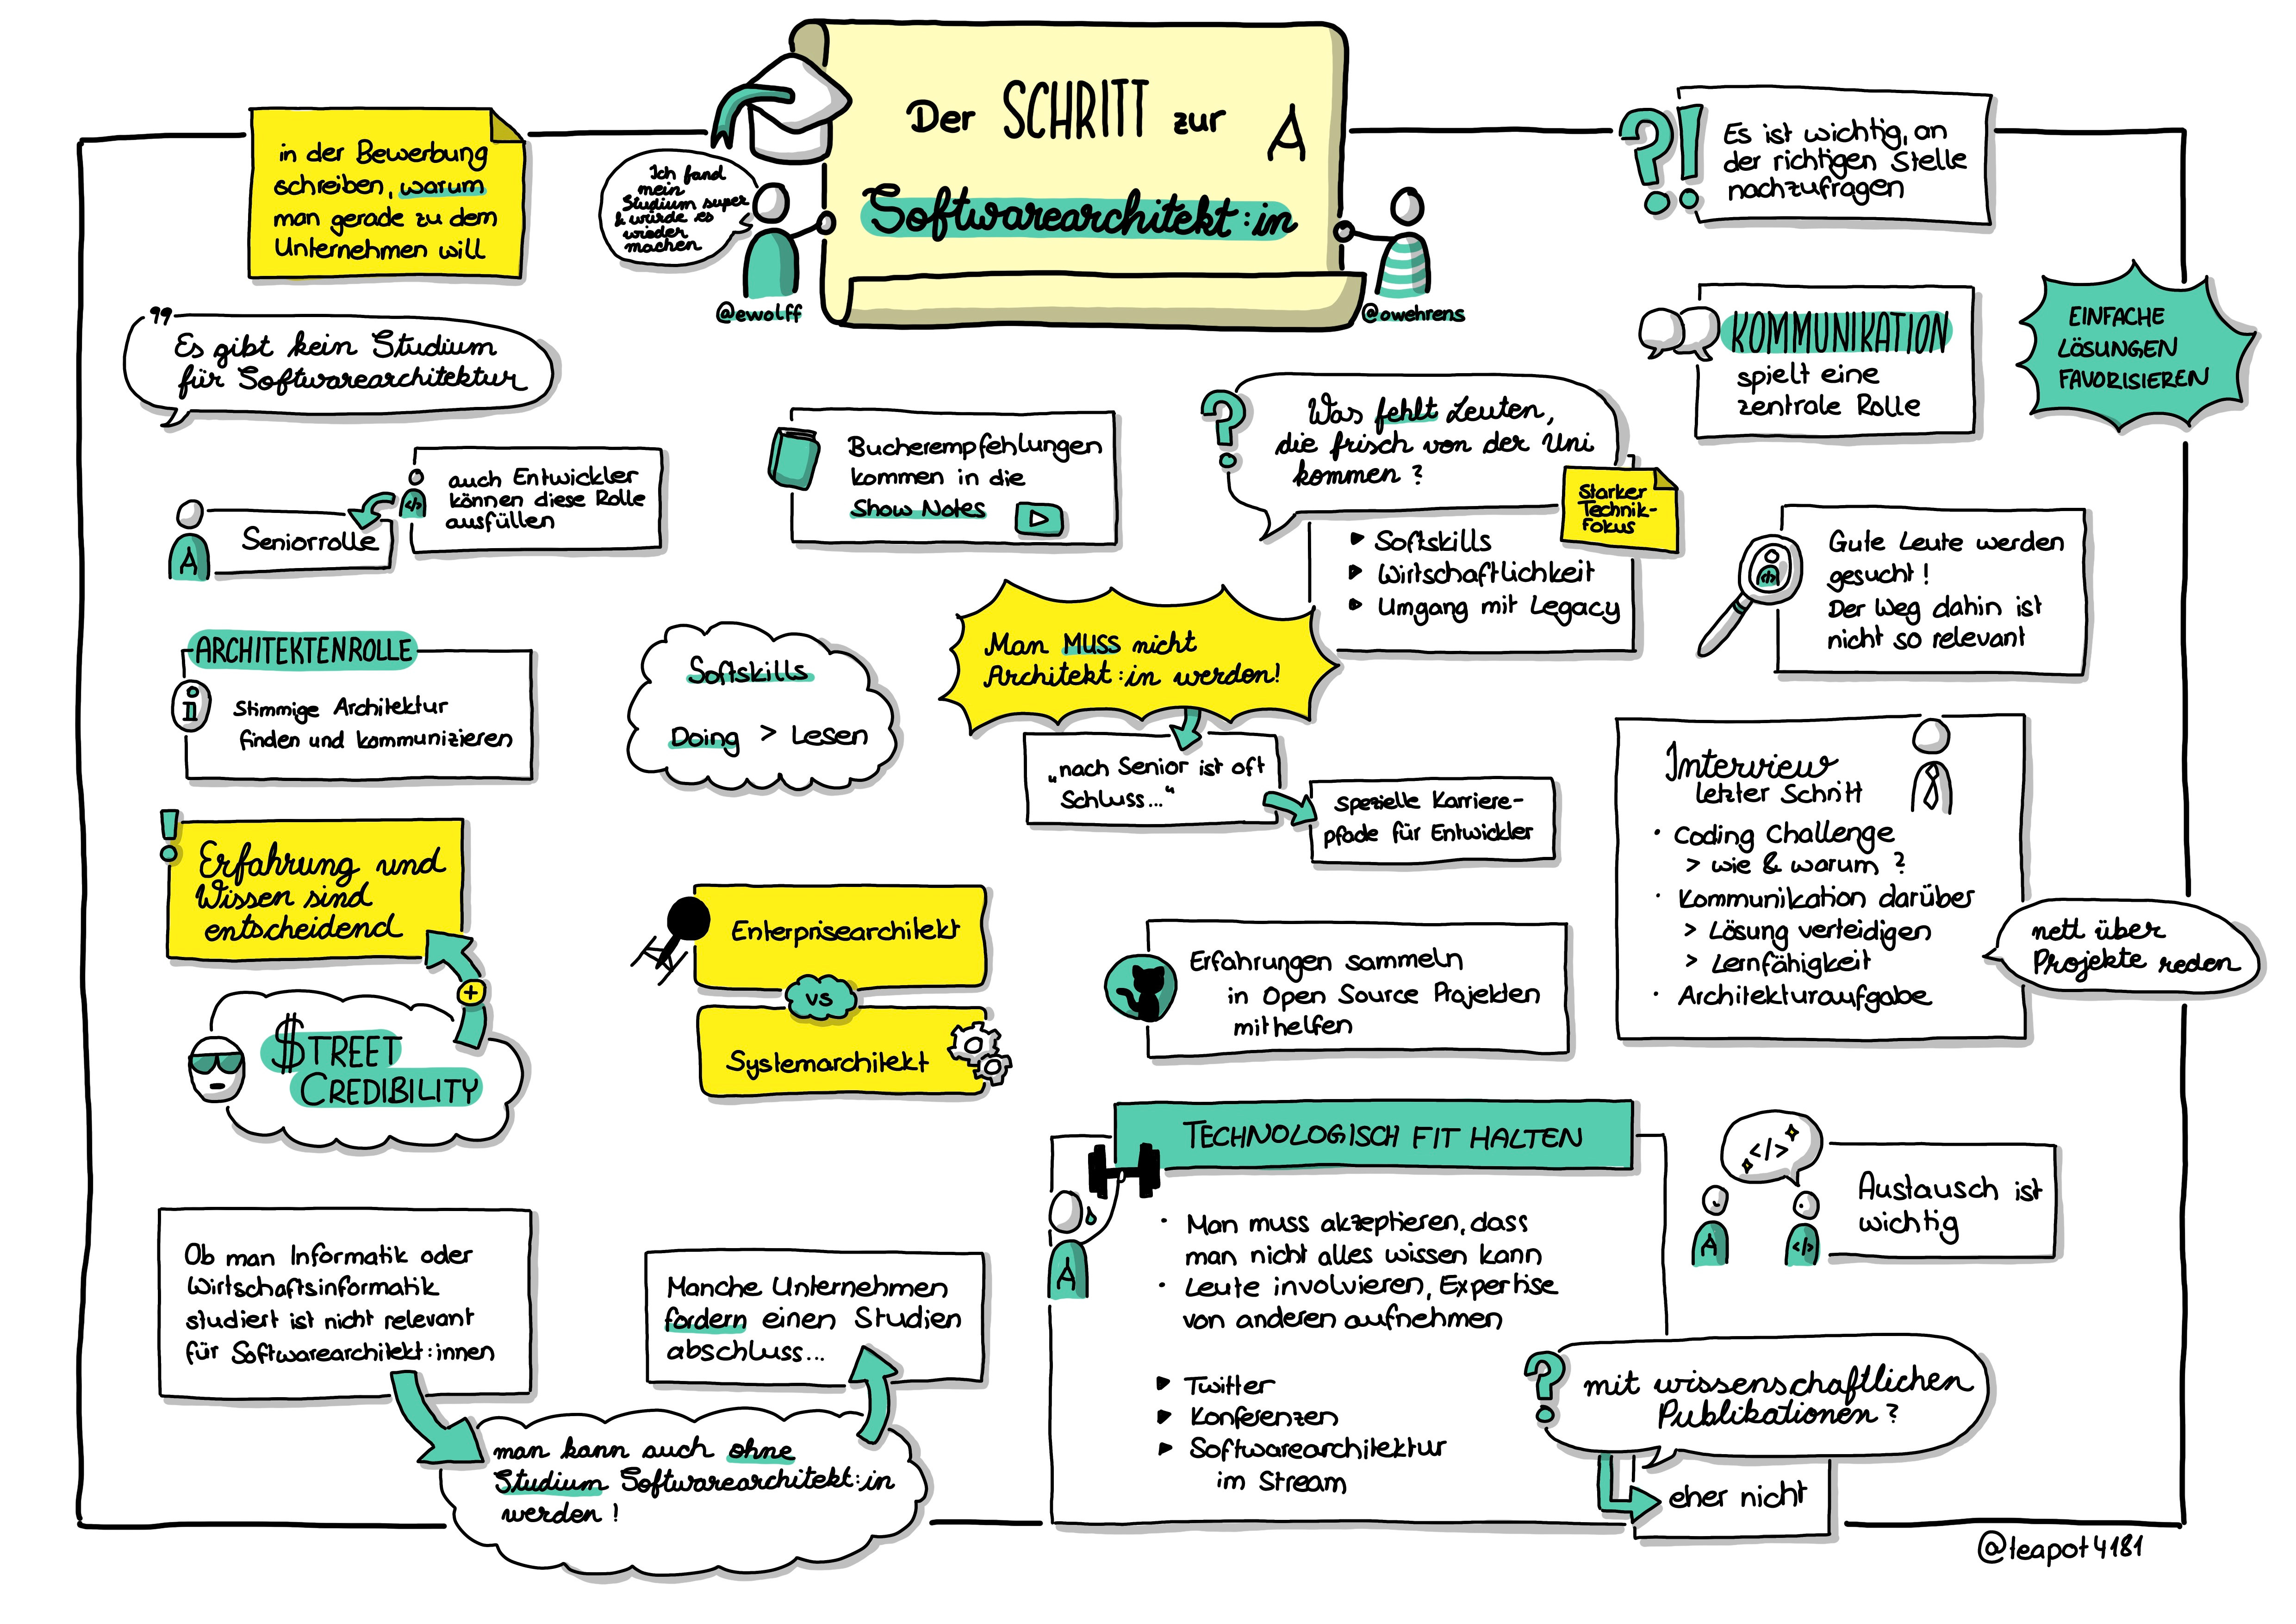 Der SCHRITT zur A
Softwarearchitekt:in
Ich fand
mein
Studium super
& würde es
wieder
machen
@ewolff
@owehrens
in der Bewerbung
schreiben, warum
man gerade zu dem
Unternehmen will
Es ist wichtig, an
der richtigen Stelle
nachzufragen
"
Es gibt kein Studium
für Softwarearchitektur
KOMMUNIKATION
spielt eine
zentrale Rolle
EINFACHE
LÖSUNGEN
FAVORISIEREN
A
Seniorrolle
</>
auch Entwickler
können diese Rolle
ausfüllen
Buchempfehlungen
kommen in die
Show Notes
Was fehlt Leuten,
die frisch von der Uni
kommen?
Starker
Technik-
Fokus
Softskills
Wirtschaftlichkeit
Umgang mit Legacy
</>
Gute Leute werden
gesucht!
Der Weg dahin ist
nicht so relevant
ARCHITEKTENROLLE
i
Stimmige Architektur
finden und kommunizieren
Softskills
Doing > Lesen
Man MUSS nicht
Architekt:in werden!
„nach Senior ist oft
Schluss..."
spezielle Karriere-
pfade für Entwickler
Interview
letzter Schritt
· Coding Challenge
> wie & warum?
· Kommunikation darüber
> Lösung verteidigen
> Lernfähigkeit
· Architekturaufgabe
nett über
Projekte reden
Erfahrung und
Wissen sind
entscheidend
+
$TREET
CREDIBILITY
Enterprisearchitekt
vs
Systemarchitekt
Erfahrungen sammeln
in Open Source Projekten
mithelfen
TECHNOLOGISCH FIT HALTEN
A
· Man muss akzeptieren, dass
man nicht alles wissen kann
· Leute involvieren, Expertise
von anderen aufnehmen
Twitter
Konferenzen
Softwarearchitektur
im Stream
</>
A
</>
Austausch ist
wichtig
mit wissenschaftlichen
Publikationen?
eher nicht
Ob man Informatik oder
Wirtschaftsinformatik
studiert ist nicht relevant
für Softwarearchitekt:innen
Manche Unternehmen
fordern einen Studien
abschluss...
man kann auch ohne
Studium Softwarearchitekt:in
werden!
@teapot4181